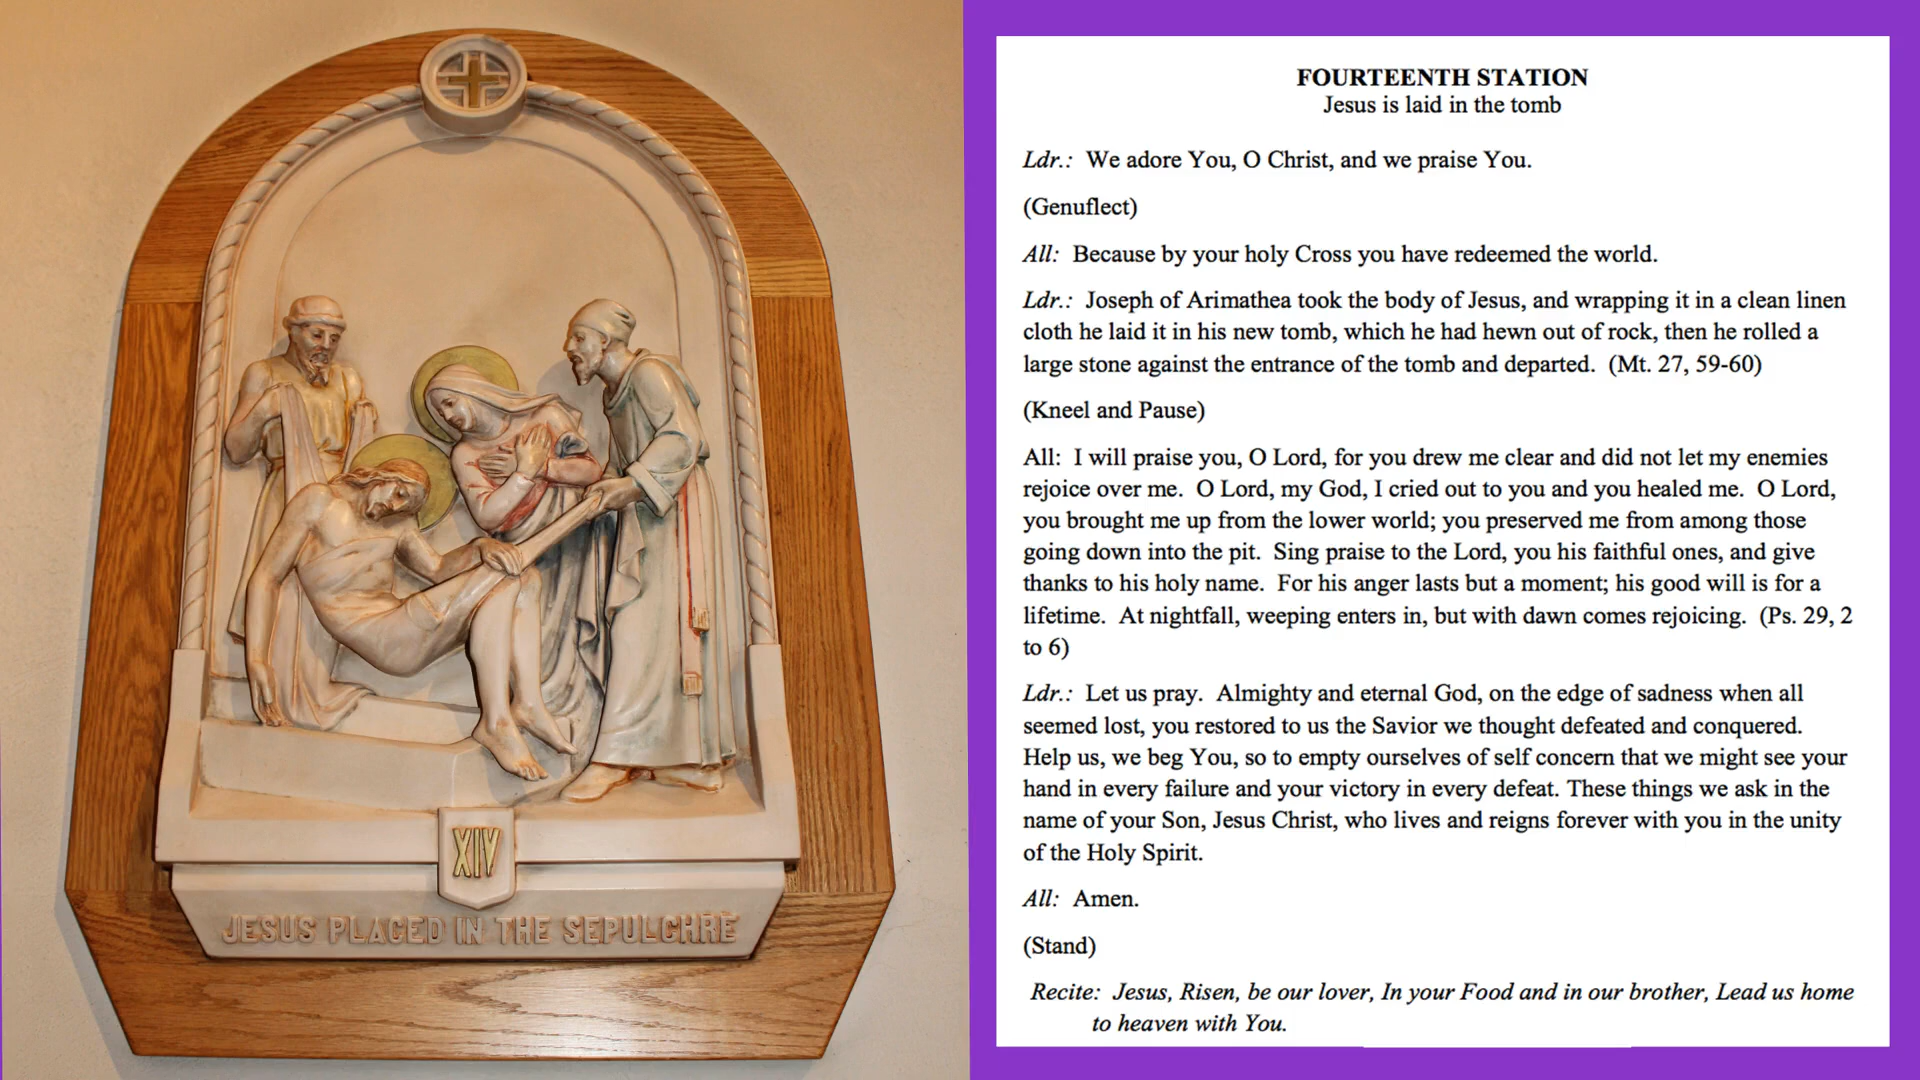 XIV
JESUS PLACED IN THE SEPULCHRE
FOURTEENTH STATION
Jesus is laid in the tomb
Ldr.: We adore You, O Christ, and we praise You.
(Genuflect)
All: Because by your holy Cross you have redeemed the world.
Ldr.: Joseph of Arimathea took the body of Jesus, and wrapping it in a clean linen
cloth he laid it in his new tomb, which he had hewn out of rock, then he rolled a
large stone against the entrance of the tomb and departed. (Mt. 27, 59-60)
(Kneel and Pause)
All: I will praise you, O Lord, for you drew me clear and did not let my enemies
rejoice over me. O Lord, my God, I cried out to you and you healed me. O Lord,
you brought me up from the lower world; you preserved me from among those
going down into the pit. Sing praise to the Lord, you his faithful ones, and give
thanks to his holy name. For his anger lasts but a moment; his good will is for a
lifetime. At nightfall, weeping enters in, but with dawn comes rejoicing. (Ps. 29, 2
to 6)
Ldr.: Let us pray. Almighty and eternal God, on the edge of sadness when all
seemed lost, you restored to us the Savior we thought defeated and conquered.
Help us, we beg You, so to empty ourselves of self concern that we might see your
hand in every failure and your victory in every defeat. These things we ask in the
name of your Son, Jesus Christ, who lives and reigns forever with you in the unity
of the Holy Spirit.
All: Amen.
(Stand)
Recite: Jesus, Risen, be our lover, In your Food and in our brother, Lead us home
to heaven with You.